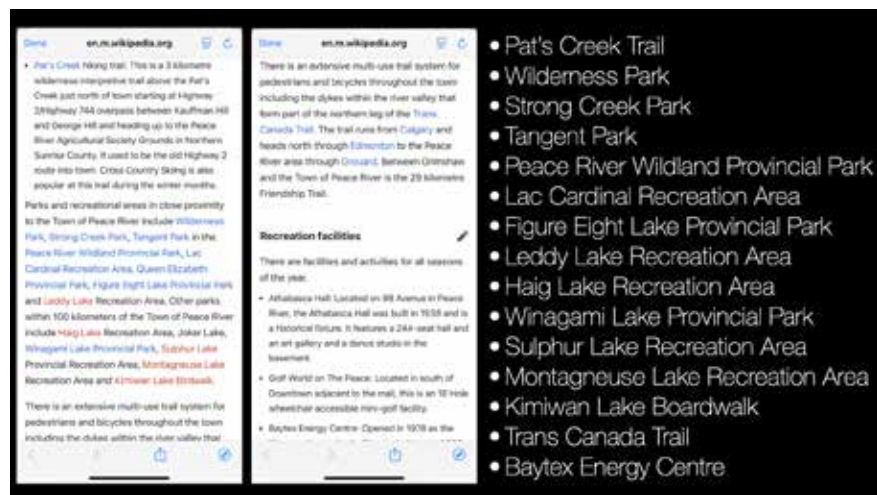 Done en.m.wikipedia.org
• Pat's Creek hiking trail: This is a 3 kilometre
wilderness interpretive trail above the Pat's
Creek just north of town starting at Highway
2/Highway 744 overpass between Kauffman Hill
and George Hill and heading up to the Peace
River Agricultural Society Grounds in Northern
Sunrise County. It used to be the old Highway 2
route into town. Cross Country Skiing is also
popular at this trail during the winter months.
Parks and recreational areas in close proximity
to the Town of Peace River include Wilderness
Park, Strong Creek Park, Tangent Park in the
Peace River Wildland Provincial Park, Lac
Cardinal Recreation Area, Queen Elizabeth
Provincial Park, Figure Eight Lake Provincial Park
and Leddy Lake Recreation Area. Other parks
within 100 kilometers of the Town of Peace River
include Haig Lake Recreation Area, Joker Lake,
Winagami Lake Provincial Park, Sulphur Lake
Provincial Recreation Area, Montagneuse Lake
Recreation Area and Kimiwan Lake Birdwalk.
There is an extensive multi-use trail system for
pedestrians and bicycles throughout the town
including the dykes within the river valley that
Done en.m.wikipedia.org
There is an extensive multi-use trail system for
pedestrians and bicycles throughout the town
including the dykes within the river valley that
form part of the northern leg of the Trans
Canada Trail. The trail runs from Calgary and
heads north through Edmonton to the Peace
River area through Grouard. Between Grimshaw
and the Town of Peace River is the 29 kilometre
Friendship Trail.
Recreation facilities
There are facilities and activities for all seasons
of the year.
• Athabasca Hall: Located on 98 Avenue in Peace
River, the Athabasca Hall was built in 1936 and is
a historical fixture. It features a 244-seat hall and
an art gallery and a dance studio in the
basement.
• Golf World on The Peace: Located in south of
Downtown adjacent to the mall, this is an 18 hole
wheelchair accessible mini-golf facility.
• Baytex Energy Centre: Opened in 1978 as the
• Pat's Creek Trail
• Wilderness Park
• Strong Creek Park
• Tangent Park
• Peace River Wildland Provincial Park
• Lac Cardinal Recreation Area
• Figure Eight Lake Provincial Park
• Leddy Lake Recreation Area
• Haig Lake Recreation Area
• Winagami Lake Provincial Park
• Sulphur Lake Recreation Area
• Montagneuse Lake Recreation Area
• Kimiwan Lake Boardwalk
• Trans Canada Trail
• Baytex Energy Centre